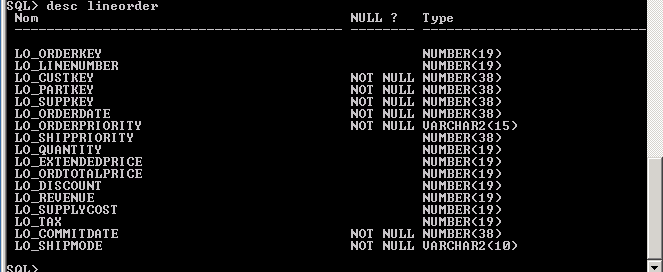 SQL> desc lineorder
Nom NULL ? Type
----------------------------------------- -------- ----------------------------
LO_ORDERKEY NUMBER(19)
LO_LINENUMBER NUMBER(19)
LO_CUSTKEY NOT NULL NUMBER(38)
LO_PARTKEY NOT NULL NUMBER(38)
LO_SUPPKEY NOT NULL NUMBER(38)
LO_ORDERDATE NOT NULL NUMBER(38)
LO_ORDERPRIORITY NOT NULL VARCHAR2(15)
LO_SHIPPRIORITY NUMBER(38)
LO_QUANTITY NUMBER(19)
LO_EXTENDEDPRICE NUMBER(19)
LO_ORDTOTALPRICE NUMBER(19)
LO_DISCOUNT NUMBER(19)
LO_REVENUE NUMBER(19)
LO_SUPPLYCOST NUMBER(19)
LO_TAX NUMBER(19)
LO_COMMITDATE NOT NULL NUMBER(38)
LO_SHIPMODE NOT NULL VARCHAR2(10)
SQL>